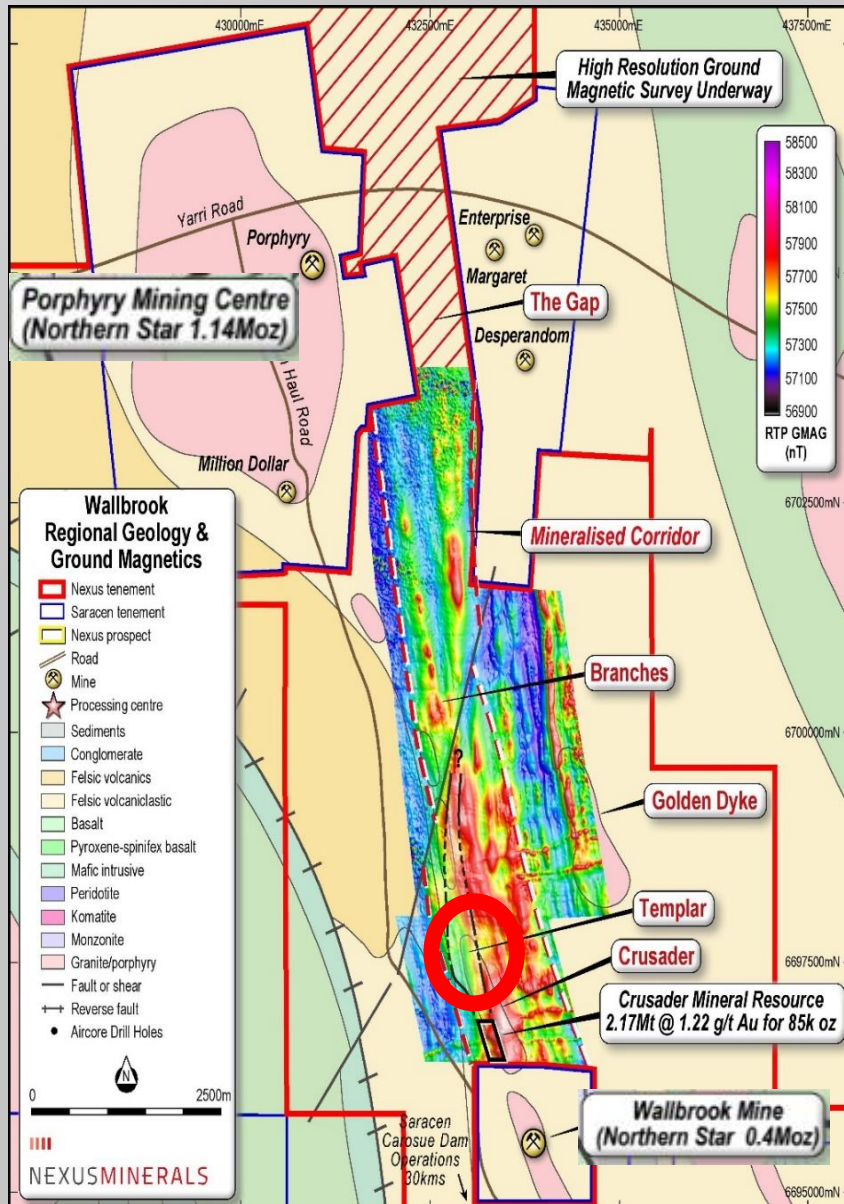 430000mE
432500mE
435000mE
437500mE
High Resolution Ground
Magnetic Survey Underway
58500
58300
58100
57900
57700
57500
57300
57100
56900
RTP GMAG
(nT)
Yarri Road
Porphyry
Enterprise
Margaret
Porphyry Mining Centre
(Northern Star 1.14Moz)
The Gap
Desperandom
Haul Road
Million Dollar
6702500mN
Mineralised Corridor
Wallbrook
Regional Geology &
Ground Magnetics
Nexus tenement
Saracen tenement
Nexus prospect
Road
Mine
Processing centre
Sediments
Conglomerate
Felsic volcanics
Felsic volcaniclastic
Basalt
Pyroxene-spinifex basalt
Mafic intrusive
Peridotite
Komatite
Monzonite
Granite/porphyry
Fault or shear
Reverse fault
Aircore Drill Holes
N
0 2500m
NEXUSMINERALS
Branches
6700000mN
?
Golden Dyke
Templar
6697500mN
Crusader
Crusader Mineral Resource
2.17Mt @ 1.22 g/t Au for 85k oz
Wallbrook Mine
(Northern Star 0.4Moz)
Saracen
Carosue Dam
Operations
30kms
6695000mN